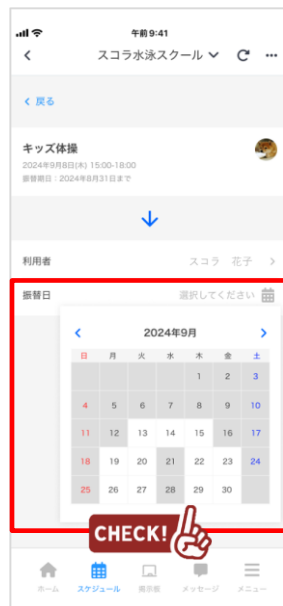 午前9:41
スコラ水泳スクール
戻る
キッズ体操
2024年9月8日(木) 15:00-18:00
振替期日:2024年8月31日まで
利用者 スコラ 花子
振替日 選択してください
2024年9月
日 月 火 水 木 金 土
1 2 3
4 5 6 7 8 9 10
11 12 13 14 15 16 17
18 19 20 21 22 23 24
25 26 27 28 29 30
CHECK!
ホーム スケジュール 掲示板 メッセージ メニュー